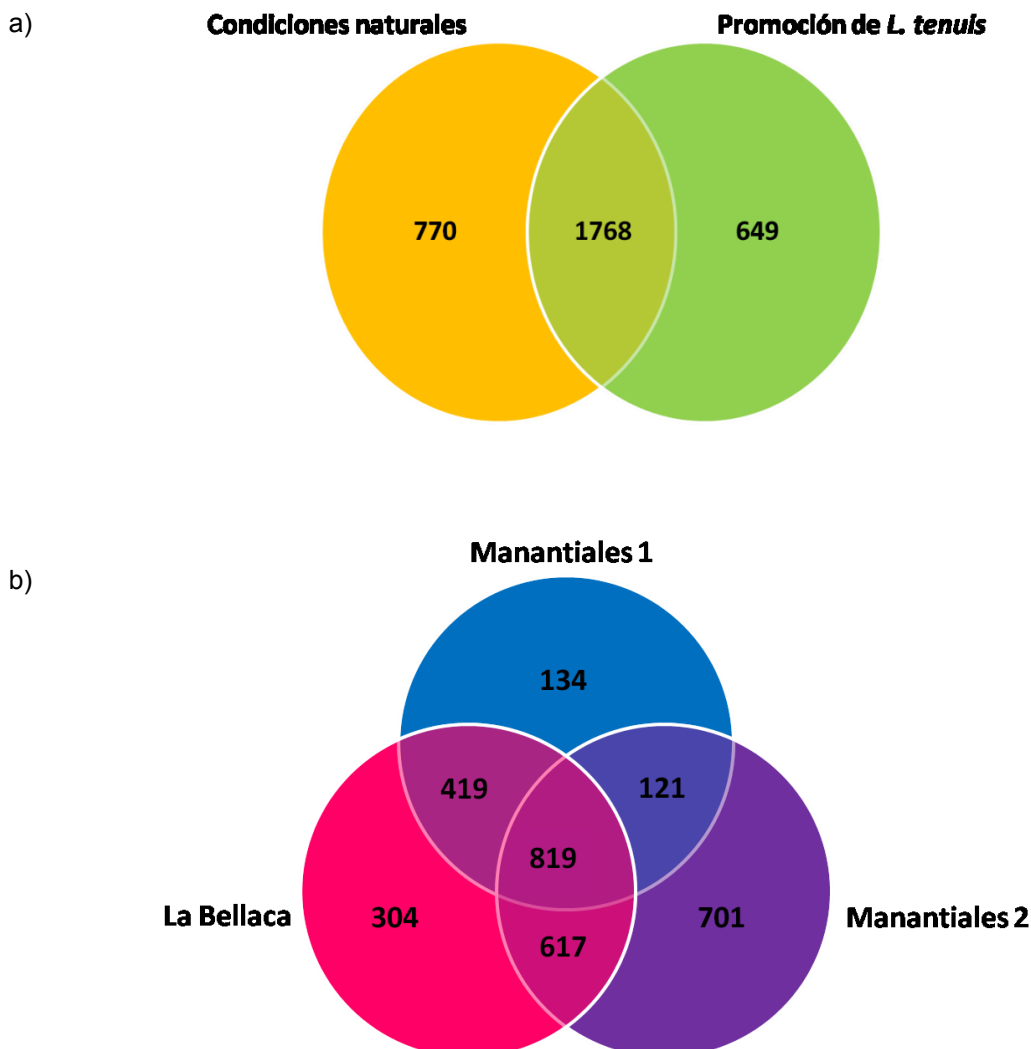 a)
Condiciones naturales
Promoción de L. tenuis
770
1768
649
b)
Manantiales 1
134
419
121
819
La Bellaca
304
617
701
Manantiales 2